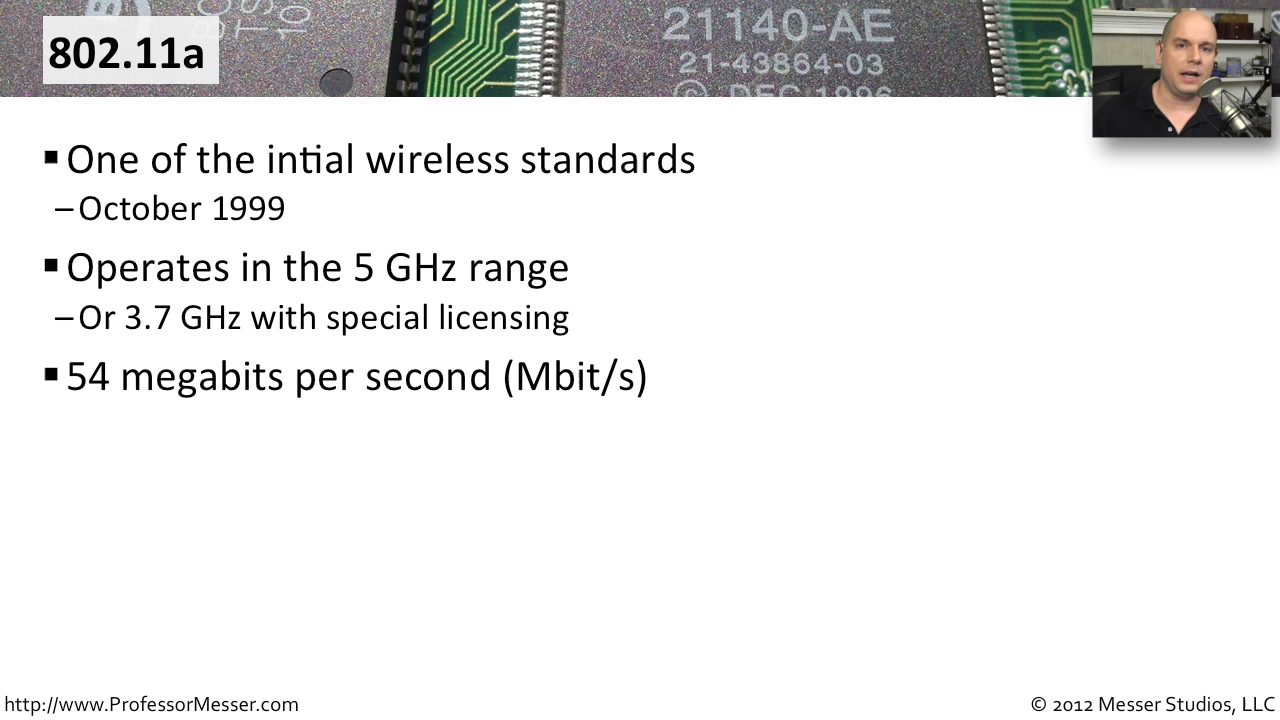 21140-AE
21-43864-03
© DEC 1996
802.11a
▪ One of the intial wireless standards
– October 1999
▪ Operates in the 5 GHz range
– Or 3.7 GHz with special licensing
▪ 54 megabits per second (Mbit/s)
http://www.ProfessorMesser.com
© 2012 Messer Studios, LLC